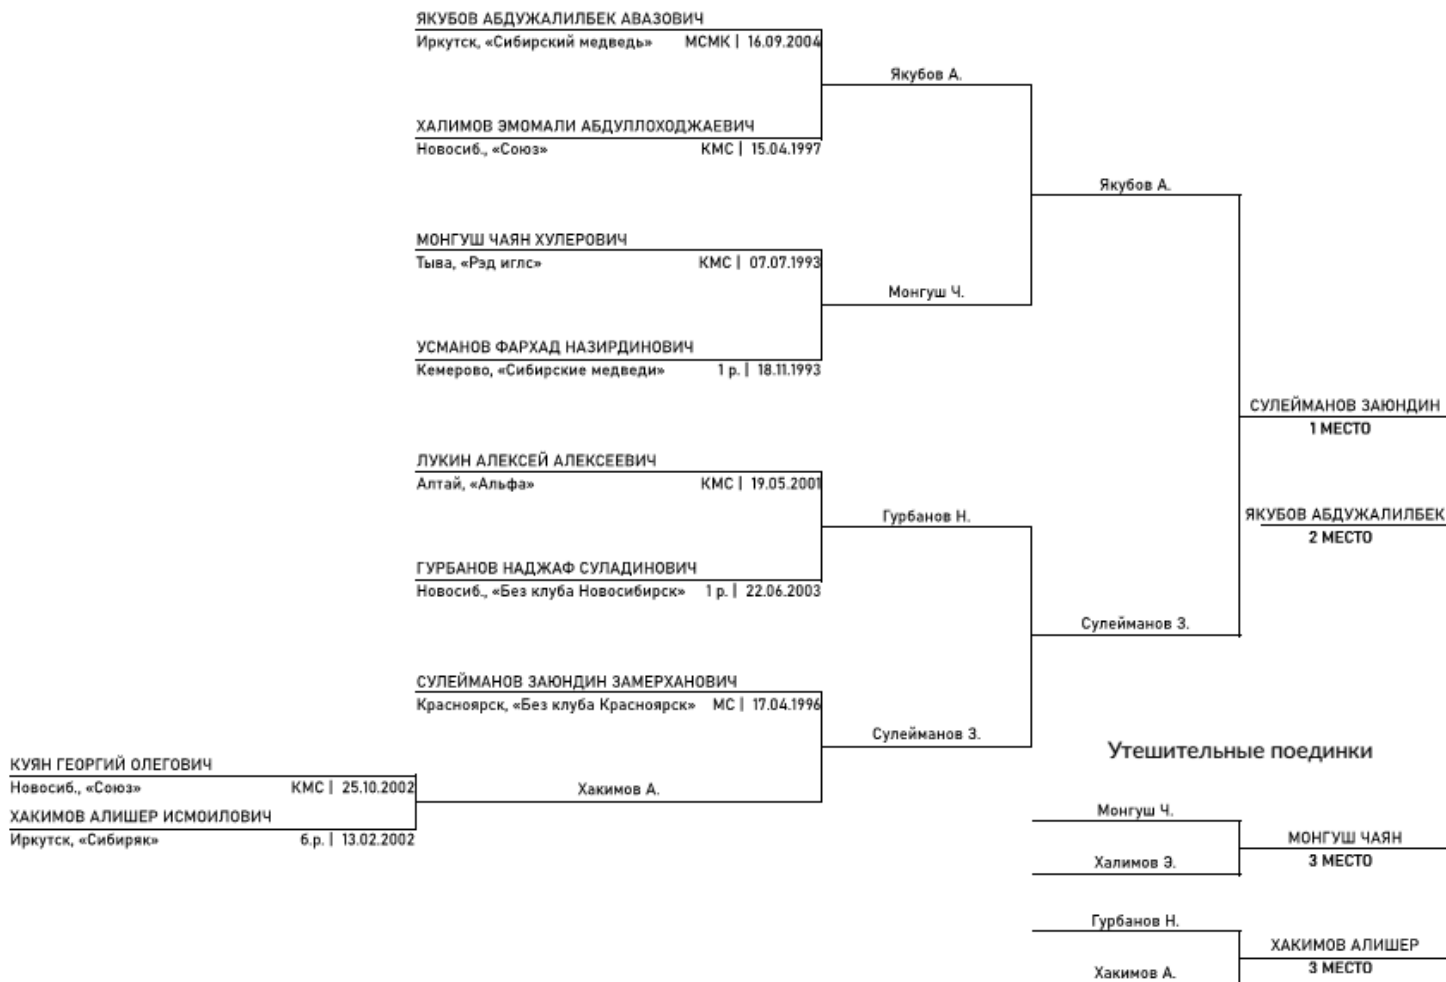 ЯКУБОВ АБДУЖАЛИЛБЕК АВАЗОВИЧ
Иркутск, «Сибирский медведь» МСМК | 16.09.2004
Якубов А.
ХАЛИМОВ ЭМОМАЛИ АБДУЛЛОХОДЖАЕВИЧ
Новосиб., «Союз» КМС | 15.04.1997
Якубов А.
МОНГУШ ЧАЯН ХУЛЕРОВИЧ
Тыва, «Рэд иглс» КМС | 07.07.1993
Монгуш Ч.
УСМАНОВ ФАРХАД НАЗИРДИНОВИЧ
Кемерово, «Сибирские медведи» 1 р. | 18.11.1993
СУЛЕЙМАНОВ ЗАЮНДИН
1 МЕСТО
ЛУКИН АЛЕКСЕЙ АЛЕКСЕЕВИЧ
Алтай, «Альфа» КМС | 19.05.2001
Гурбанов Н.
ЯКУБОВ АБДУЖАЛИЛБЕК
2 МЕСТО
ГУРБАНОВ НАДЖАФ СУЛАДИНОВИЧ
Новосиб., «Без клуба Новосибирск» 1 р. | 22.06.2003
Сулейманов З.
СУЛЕЙМАНОВ ЗАЮНДИН ЗАМЕРХАНОВИЧ
Красноярск, «Без клуба Красноярск» МС | 17.04.1996
Сулейманов З.
Утешительные поединки
КУЯН ГЕОРГИЙ ОЛЕГОВИЧ
Новосиб., «Союз» КМС | 25.10.2002
Хакимов А.
ХАКИМОВ АЛИШЕР ИСМОИЛОВИЧ
Иркутск, «Сибиряк» б.р. | 13.02.2002
Монгуш Ч.
МОНГУШ ЧАЯН
3 МЕСТО
Халимов Э.
Гурбанов Н.
ХАКИМОВ АЛИШЕР
3 МЕСТО
Хакимов А.